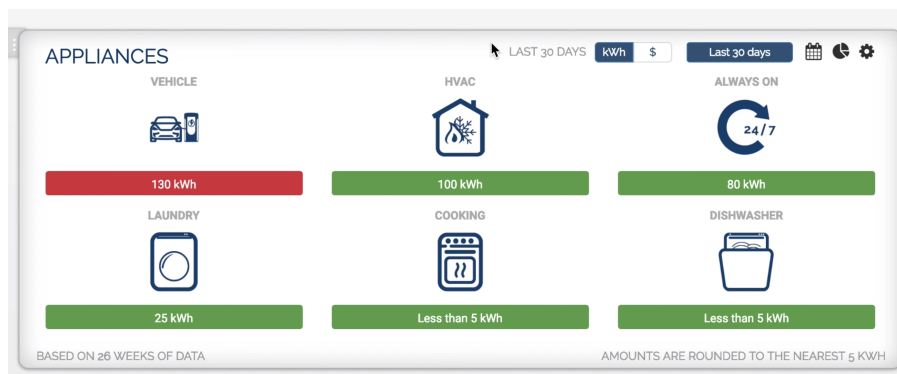 APPLIANCES
LAST 30 DAYS kWh $ Last 30 days
VEHICLE HVAC ALWAYS ON
24/7
130 kWh 100 kWh 80 kWh
LAUNDRY COOKING DISHWASHER
25 kWh Less than 5 kWh Less than 5 kWh
BASED ON 26 WEEKS OF DATA AMOUNTS ARE ROUNDED TO THE NEAREST 5 KWH